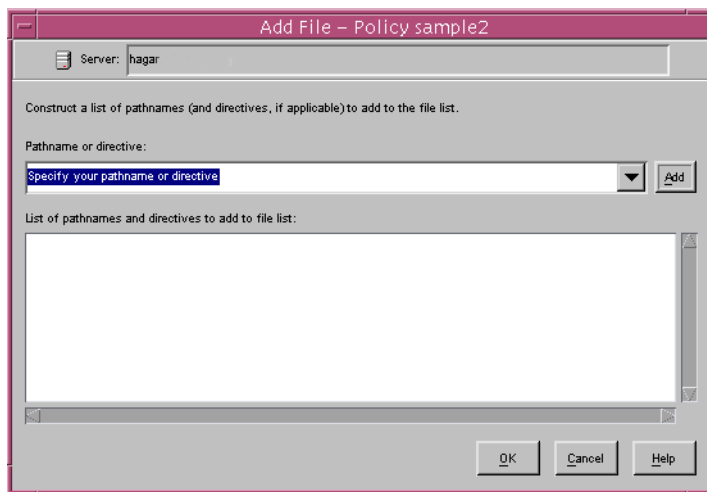 Add File – Policy sample2
Server: hagar
Construct a list of pathnames (and directives, if applicable) to add to the file list.
Pathname or directive:
Specify your pathname or directive
Add
List of pathnames and directives to add to file list:
OK Cancel Help